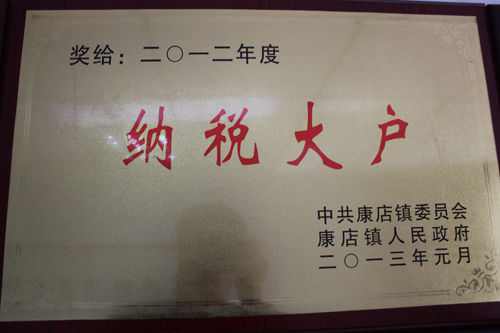 奖给：二〇一二年度
纳税大户
中共康店镇委员会
康店镇人民政府
二〇一三年元月